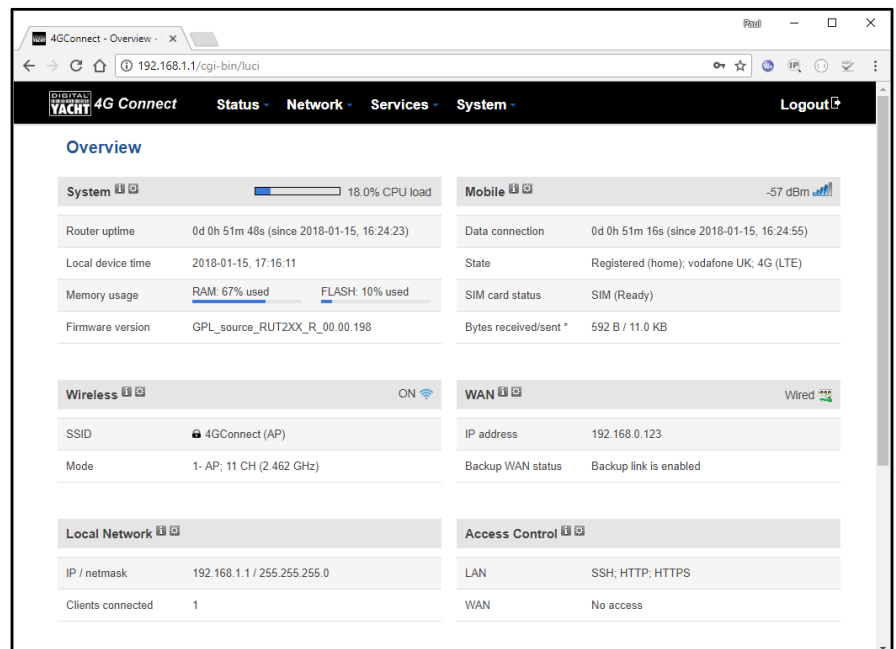 Paul
4GConnect - Overview -
192.168.1.1/cgi-bin/luci
DIGITAL YACHT 4G Connect Status Network Services System Logout
Overview
System 18.0% CPU load
Router uptime 0d 0h 51m 48s (since 2018-01-15, 16:24:23)
Local device time 2018-01-15, 17:16:11
Memory usage RAM: 67% used FLASH: 10% used
Firmware version GPL_source_RUT2XX_R_00.00.198
Mobile -57 dBm
Data connection 0d 0h 51m 16s (since 2018-01-15, 16:24:55)
State Registered (home); vodafone UK; 4G (LTE)
SIM card status SIM (Ready)
Bytes received/sent * 592 B / 11.0 KB
Wireless ON
SSID 4GConnect (AP)
Mode 1- AP; 11 CH (2.462 GHz)
WAN Wired
IP address 192.168.0.123
Backup WAN status Backup link is enabled
Local Network
IP / netmask 192.168.1.1 / 255.255.255.0
Clients connected 1
Access Control
LAN SSH; HTTP; HTTPS
WAN No access